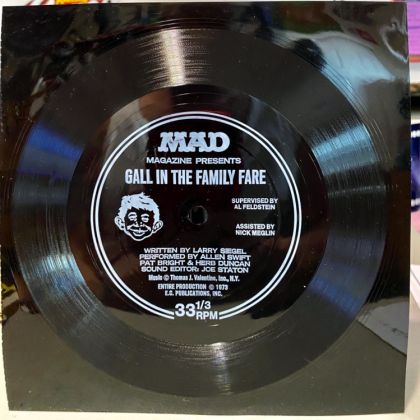 MAD
MAGAZINE PRESENTS
GALL IN THE FAMILY FARE
SUPERVISED BY
AL FELDSTEIN
ASSISTED BY
NICK MEGLIN
WRITTEN BY LARRY SIEGEL
PERFORMED BY ALLEN SWIFT
PAT BRIGHT & HERB DUNCAN
SOUND EDITOR: JOE STATON
Music © Thomas J. Valentino, Inc., N.Y.
ENTIRE PRODUCTION © 1973
E.C. PUBLICATIONS, INC.
33 1/3
RPM